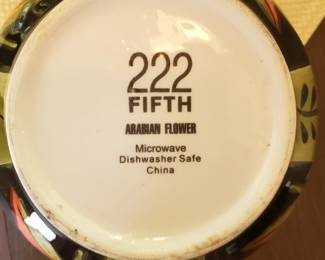 222
FIFTH
ARABIAN FLOWER
Microwave
Dishwasher Safe
China